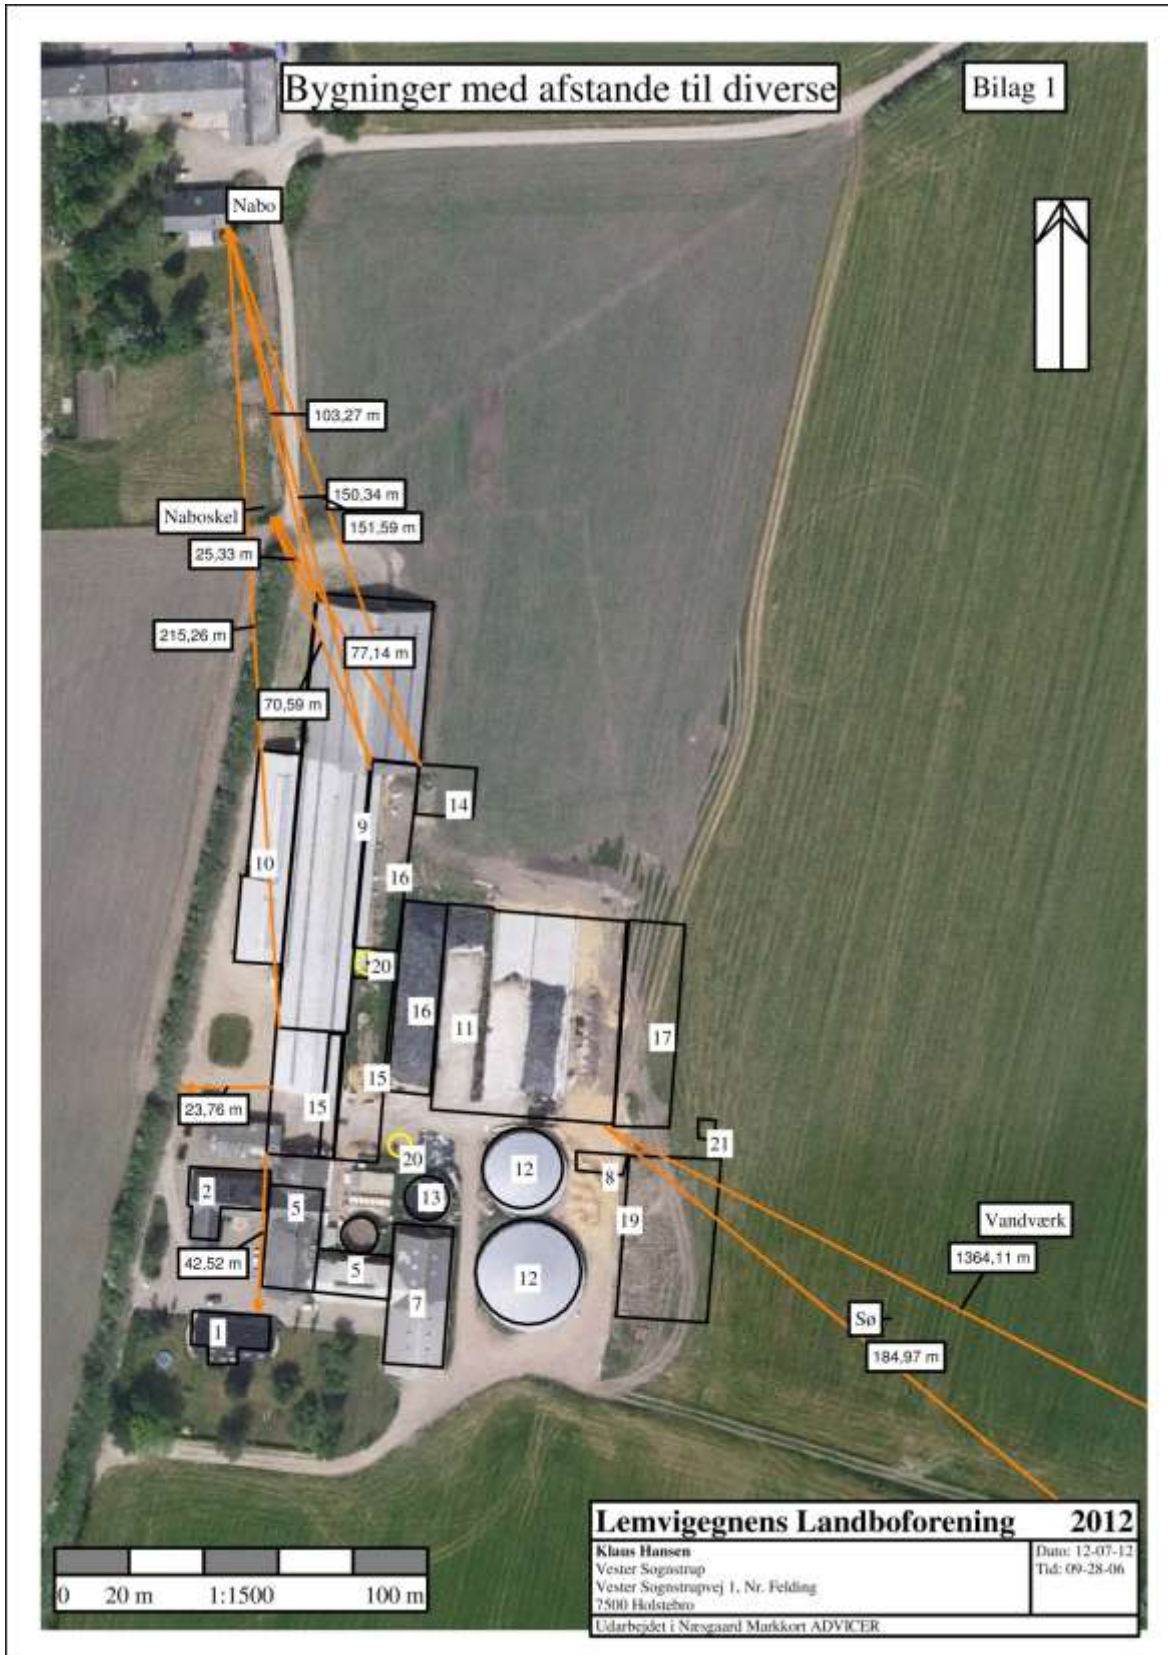 Bygninger med afstande til diverse
Bilag 1
Nabo
103,27 m
150,34 m
151,59 m
Naboskel
25,33 m
215,26 m
77,14 m
70,59 m
14
9
10
16
20
16
11
17
15
15
23,76 m
20
21
12
8
13
2
5
19
Vandværk
42,52 m
1364,11 m
5
12
7
Sø
1
184,97 m
Lemvigegnens Landboforening 2012
Klaus Hansen
Vester Sognstrup
Vester Sognstrupvej 1, Nr. Felding
7500 Holstebro
Dato: 12-07-12
Tid: 09-28-06
Udarbejdet i Næsgaard Markkort ADVICER
0 20 m 1:1500 100 m